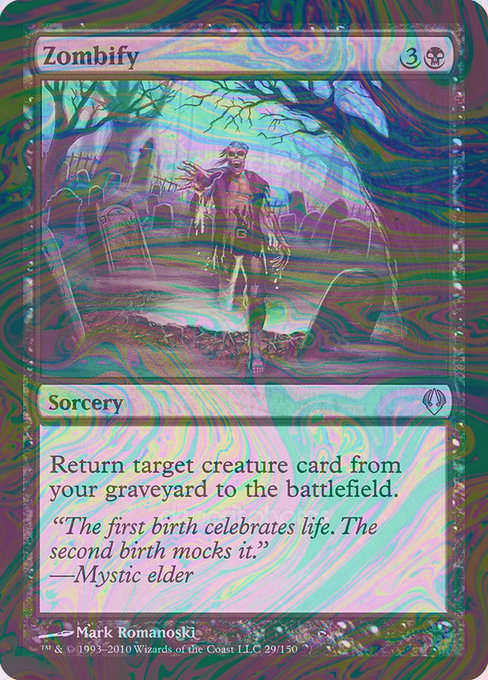 Zombify 3
Sorcery
Return target creature card from
your graveyard to the battlefield.
“The first birth celebrates life. The
second birth mocks it.”
—Mystic elder
Mark Romanoski
™ & © 1993–2010 Wizards of the Coast LLC 29/150